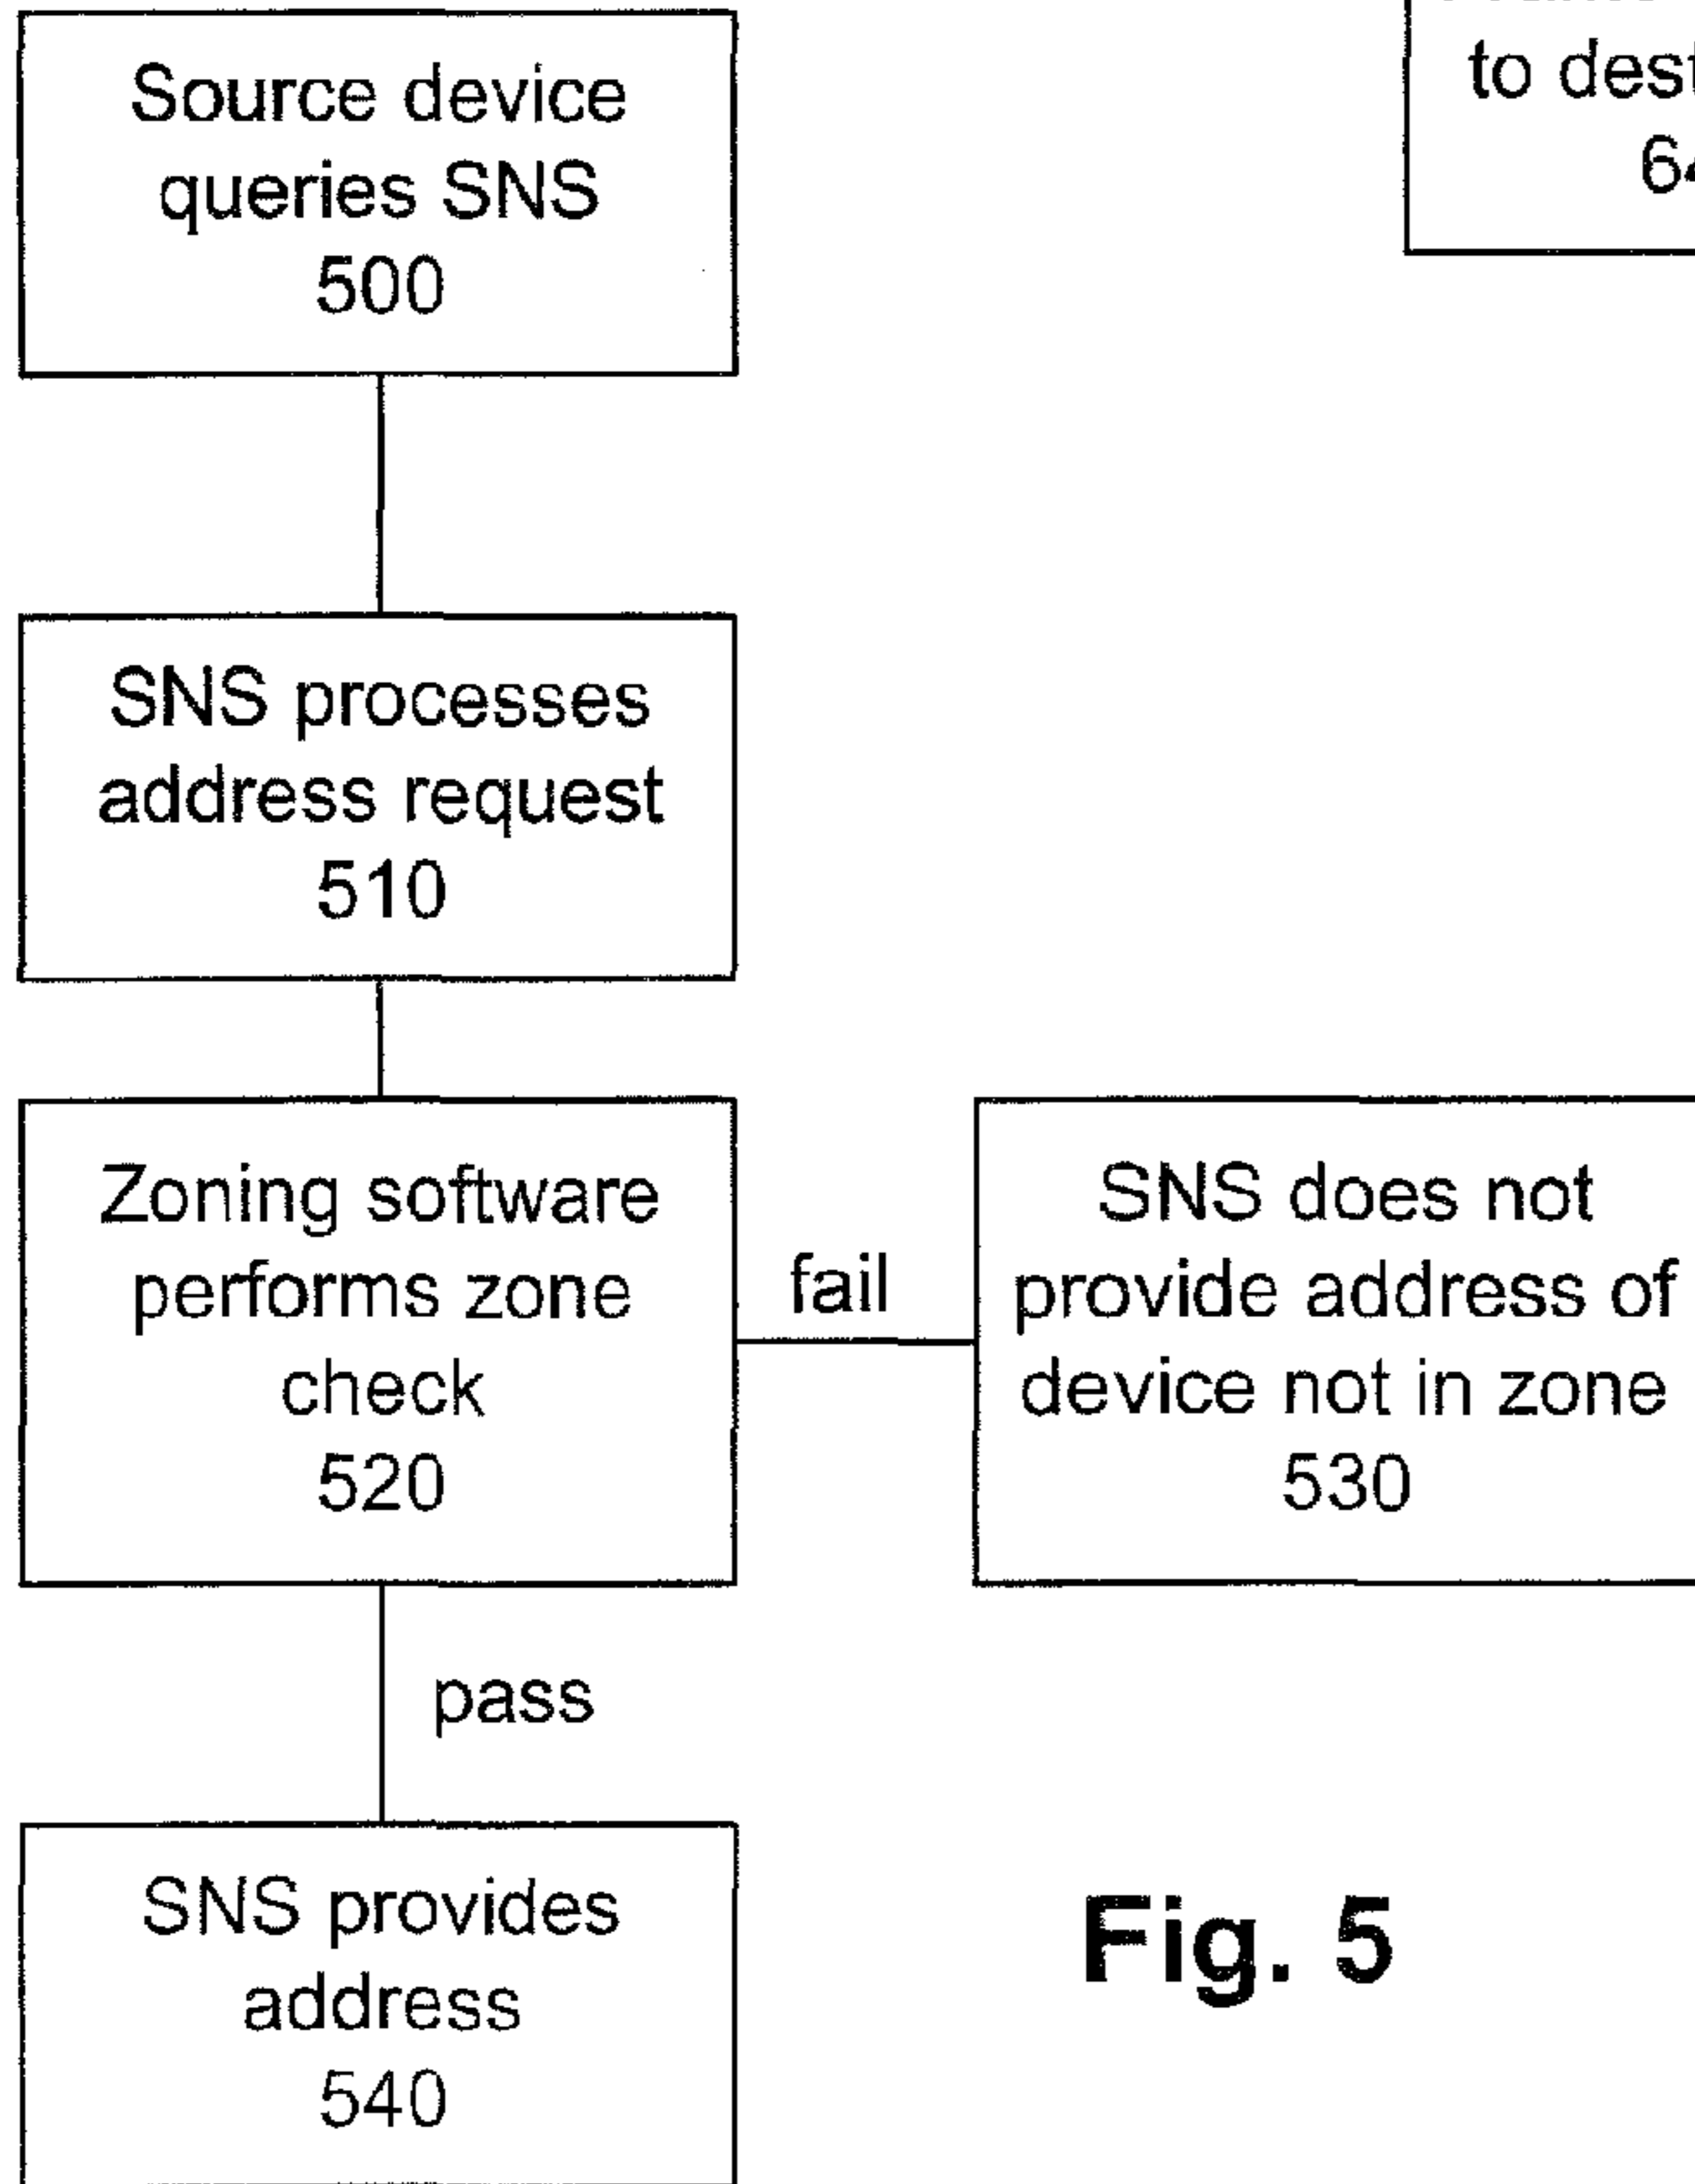 Source device
queries SNS
500
to
SNS processes
address request
510
Zoning software
performs zone
check
520
fail
SNS does not
provide address of
device not in zone
530
pass
SNS provides
address
540
Fig. 5